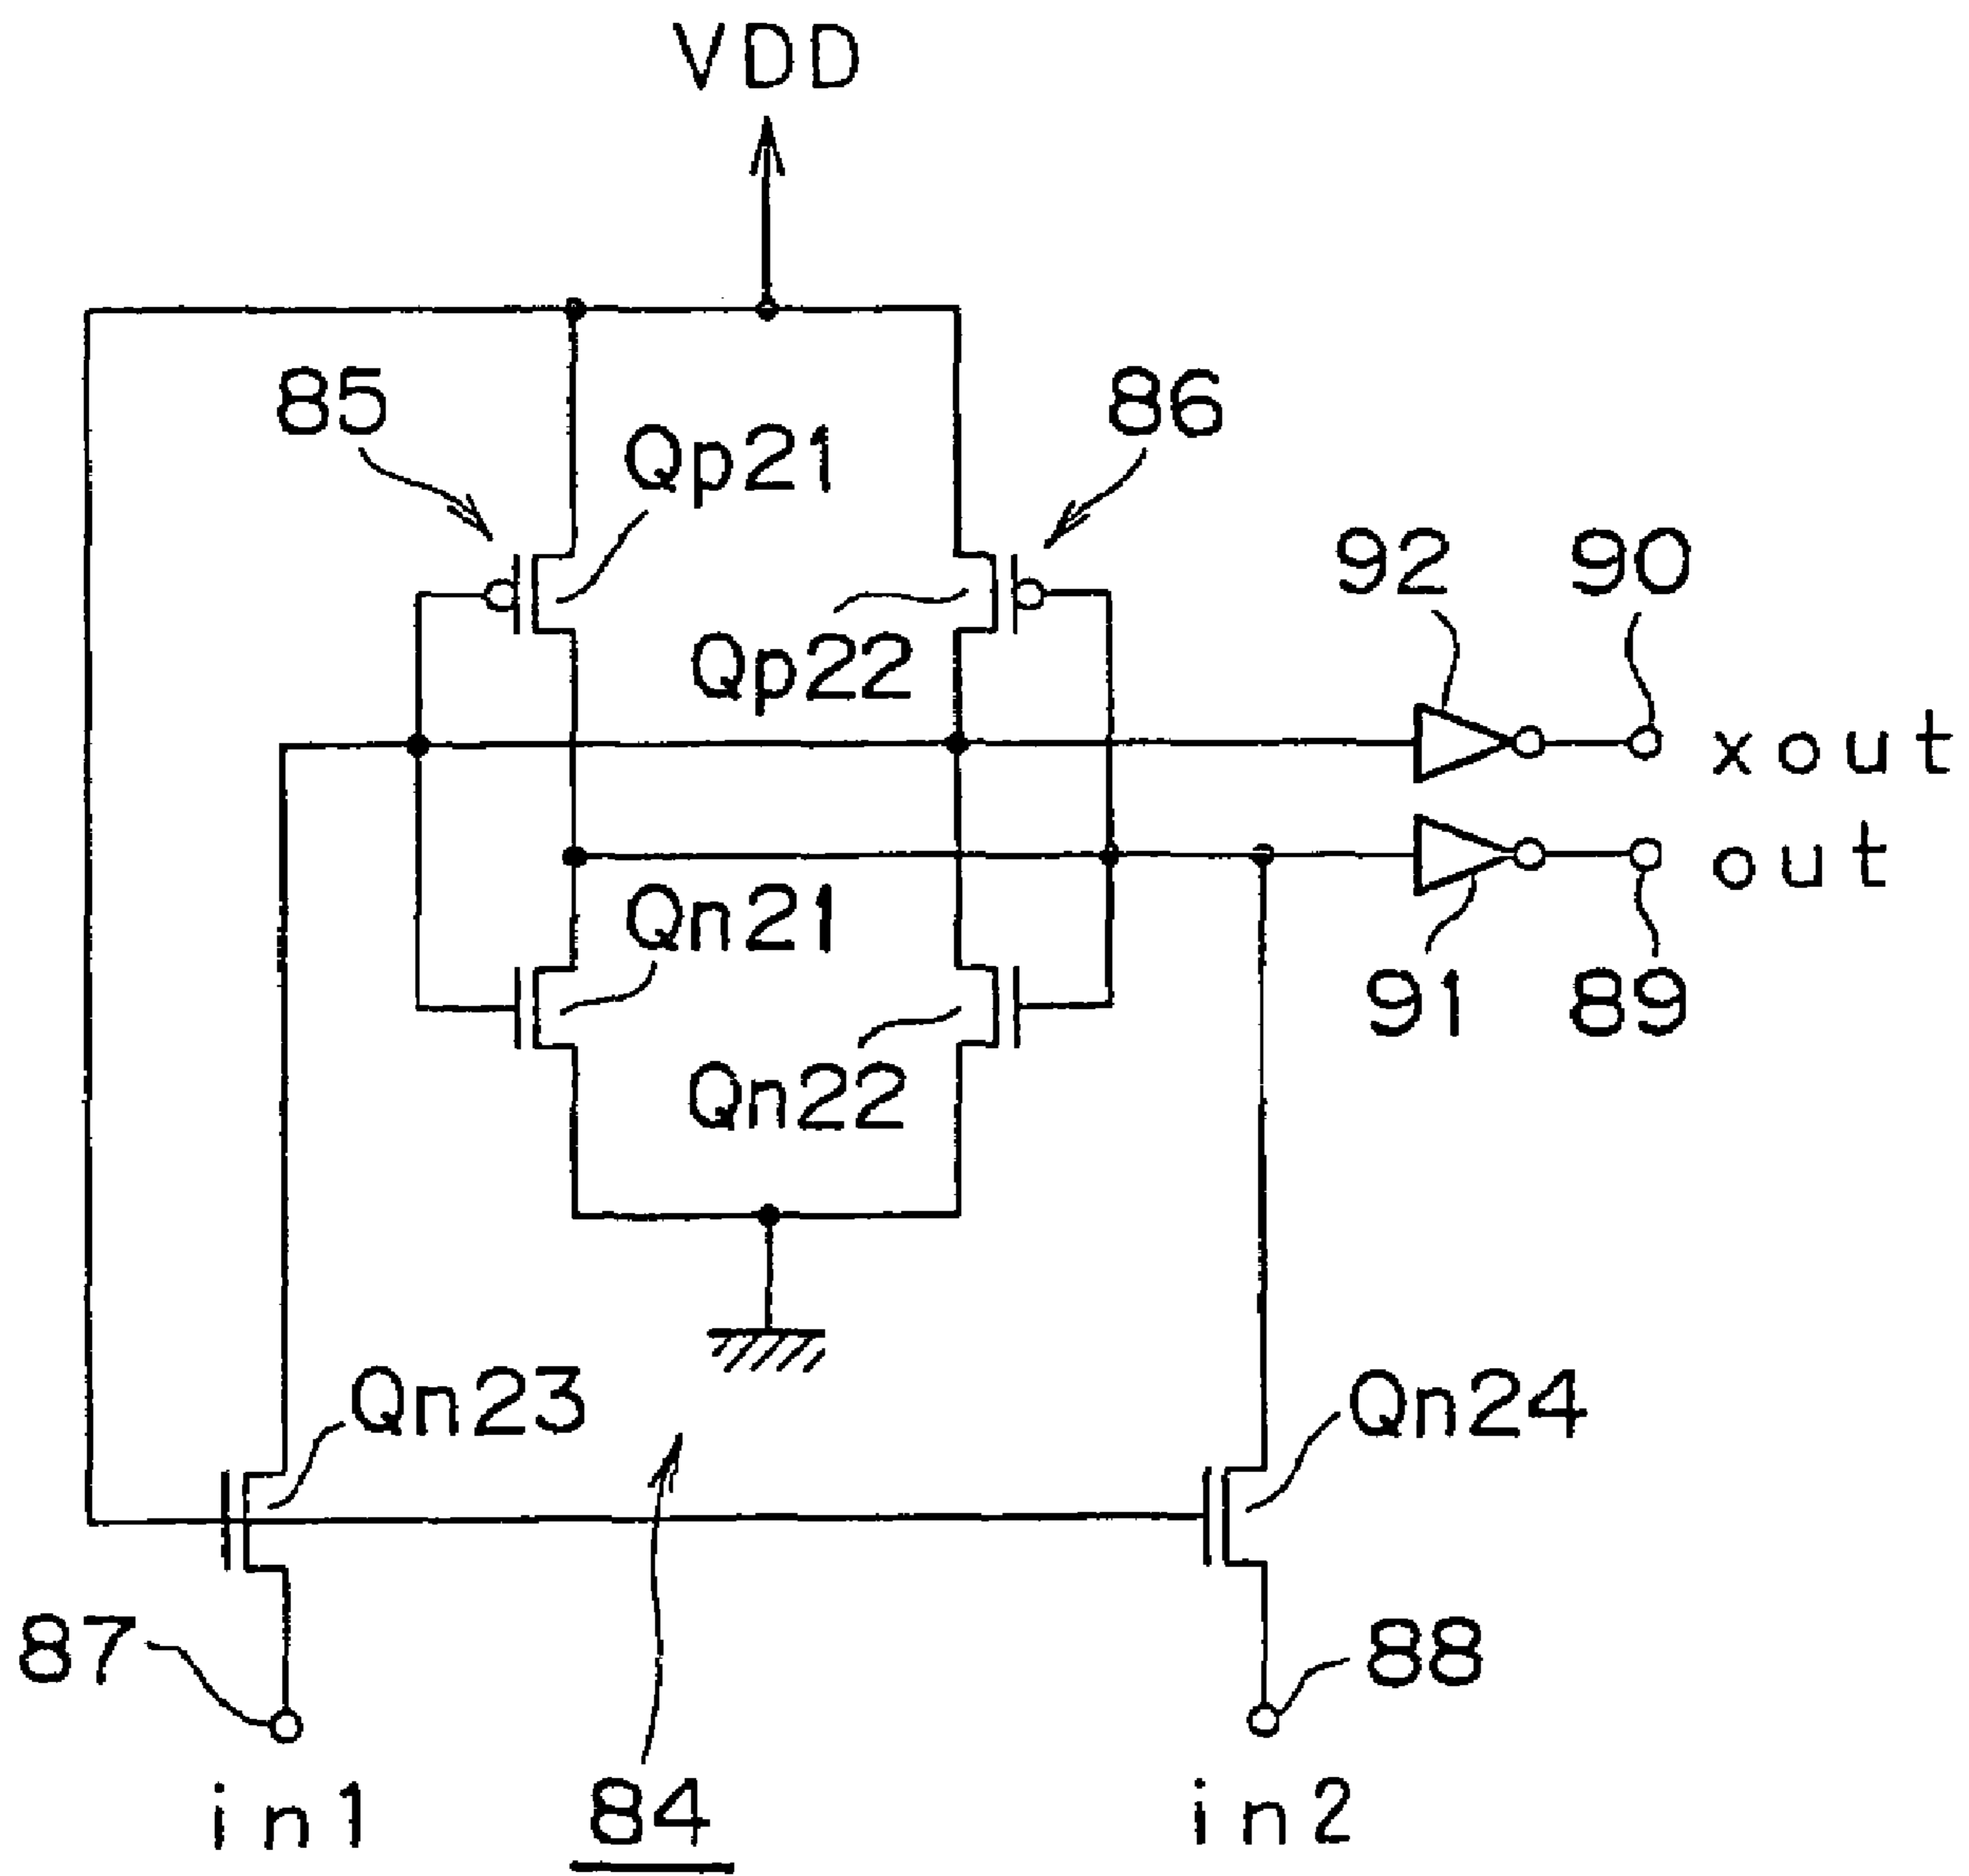 VDD
85
Qp21
86
92
90
Qp22
xout
out
Qn21
91
89
Qn22
Qn23
Qn24
87
88
in1
84
in2